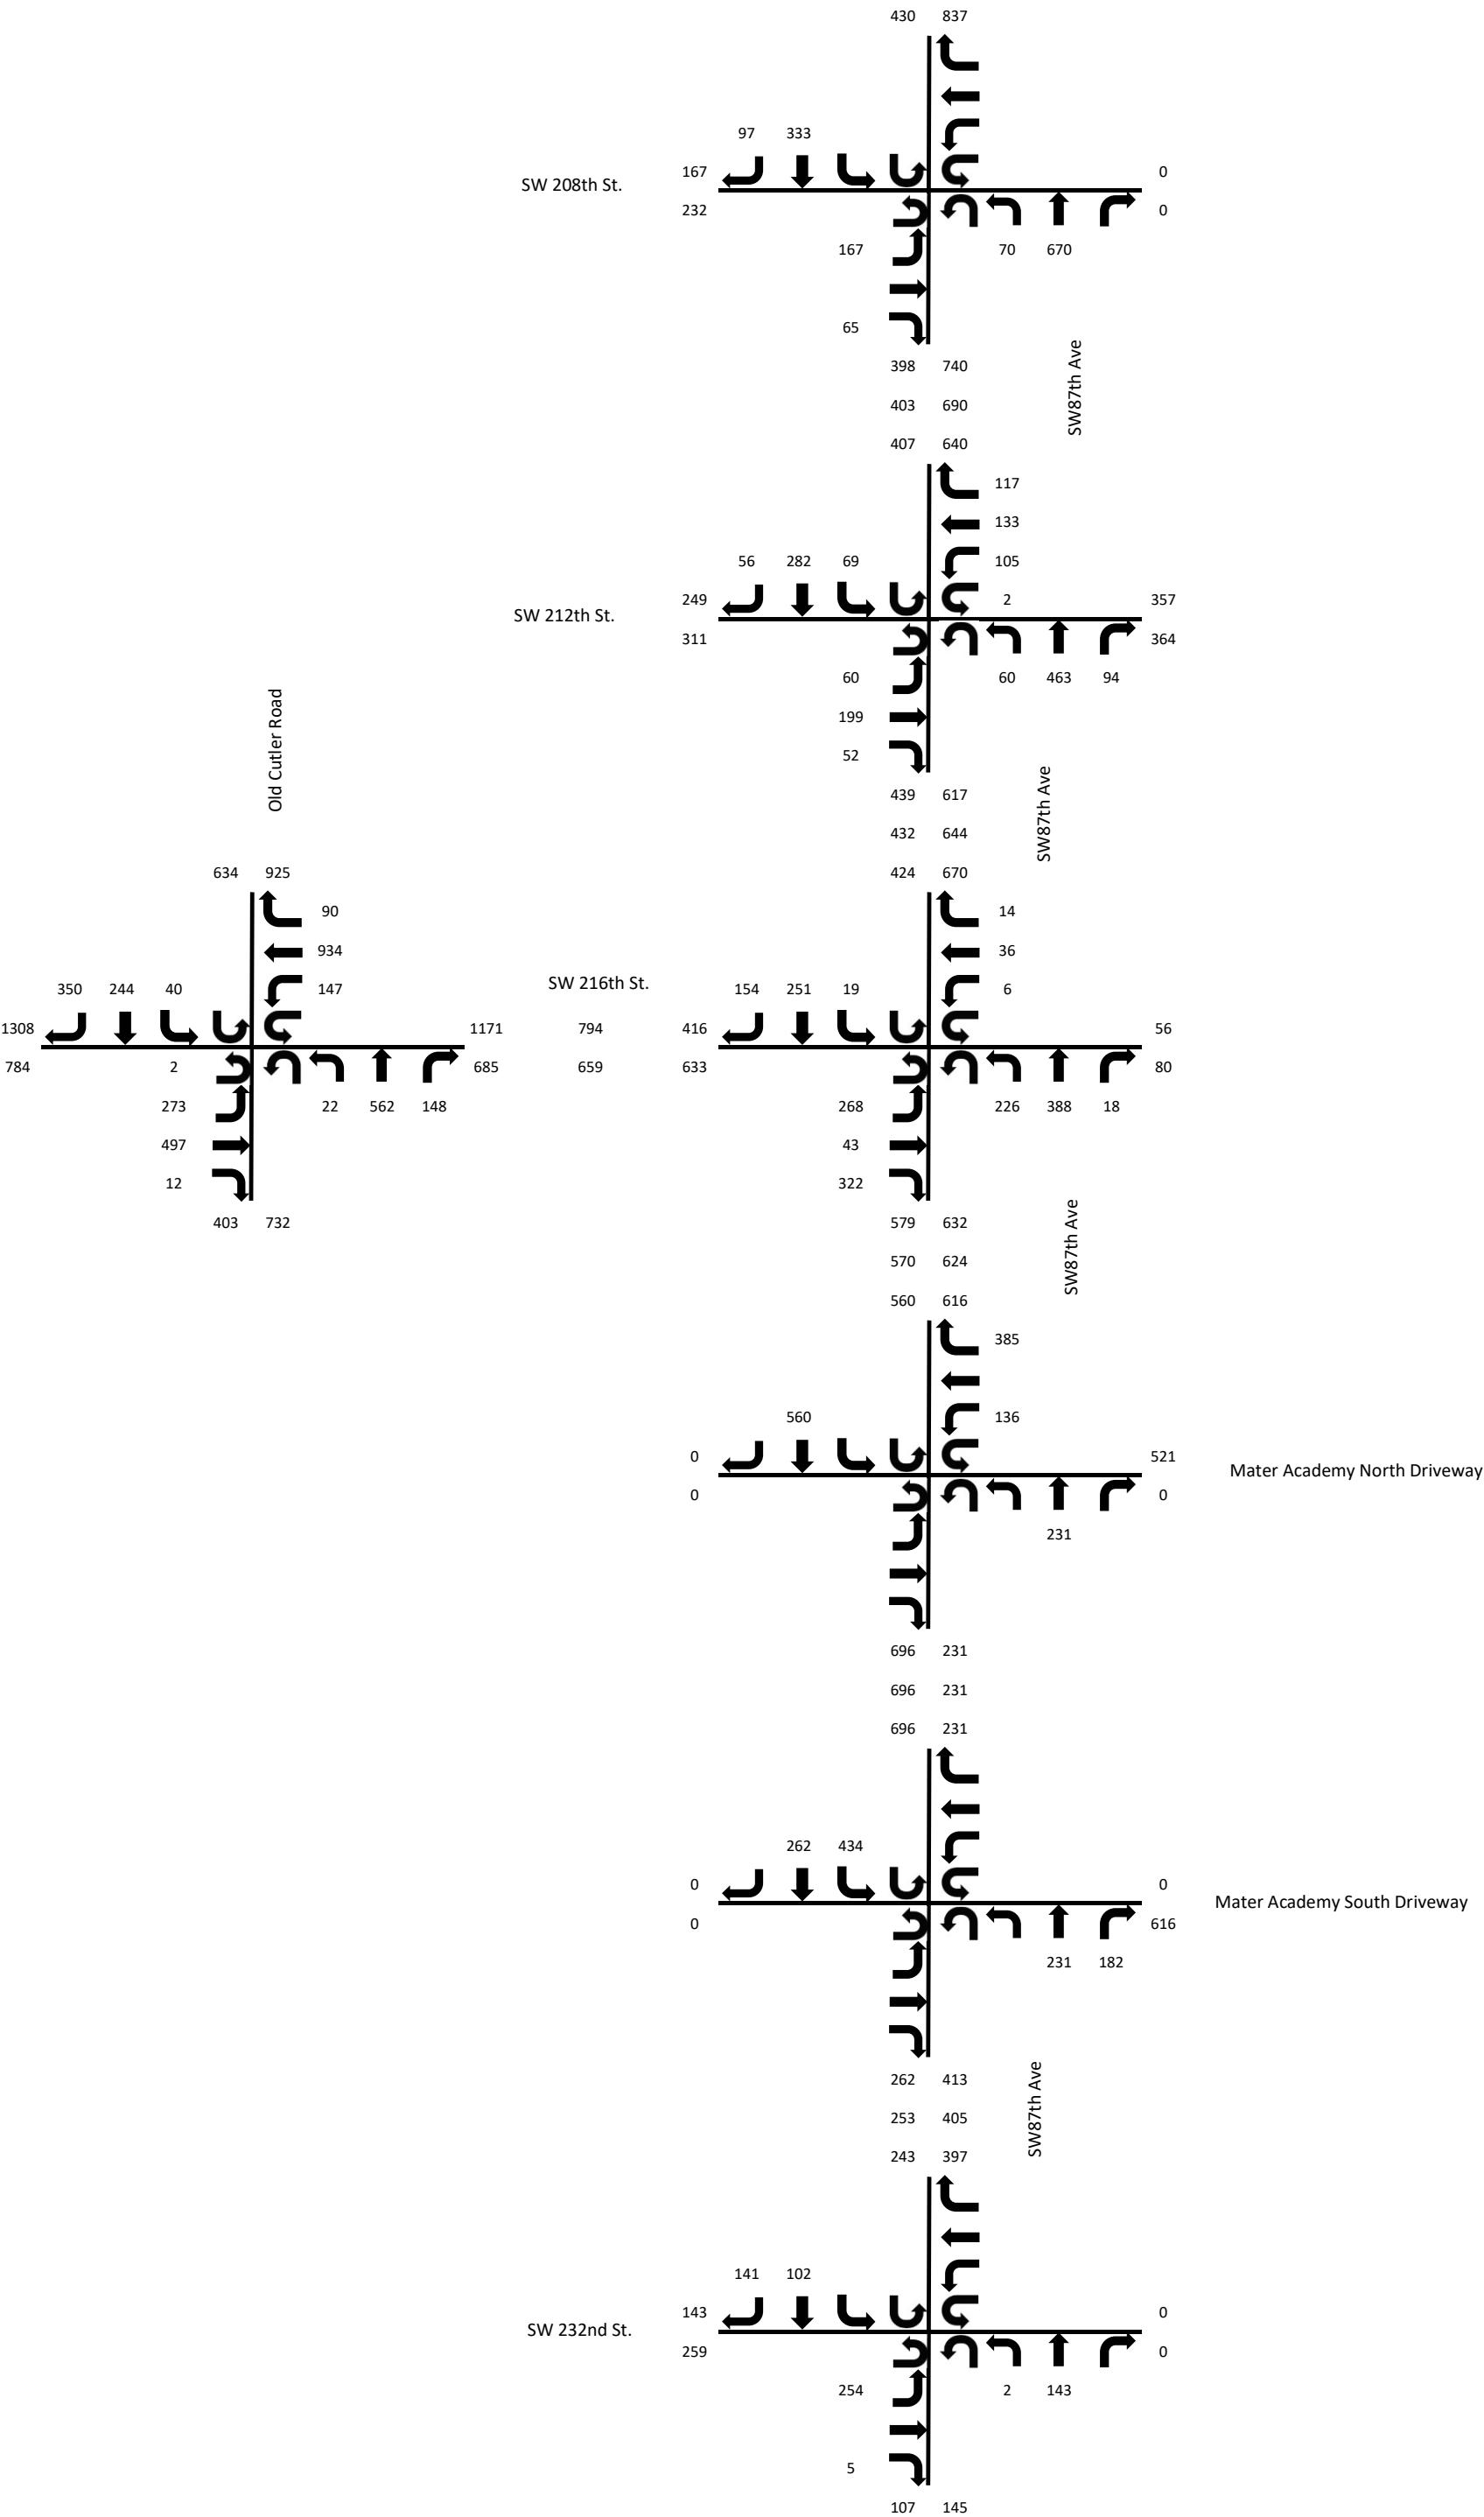 430 837
97 333
SW 208th St.
167 0
232 0
167 70 670
65
SW87th Ave
398 740
403 690
407 640
117
133
56 282 69 105
249 2 357
SW 212th St.
311 364
60 60 463 94
199
52
Old Cutler Road
SW87th Ave
439 617
432 644
634 925 424 670
90 14
934 36
350 244 40 147 SW 216th St. 154 251 19 6
1308 1171 794 416 56
784 2 685 659 633 80
273 22 562 148 268 226 388 18
497 43
12 322
403 732 579 632
SW87th Ave
570 624
560 616
385
560 136
0 521
Mater Academy North Driveway
0 0
231
696 231
696 231
696 231
262 434
0 0
Mater Academy South Driveway
0 616
231 182
262 413
SW87th Ave
253 405
243 397
141 102
143 0
SW 232nd St.
259 0
254 2 143
5
107 145